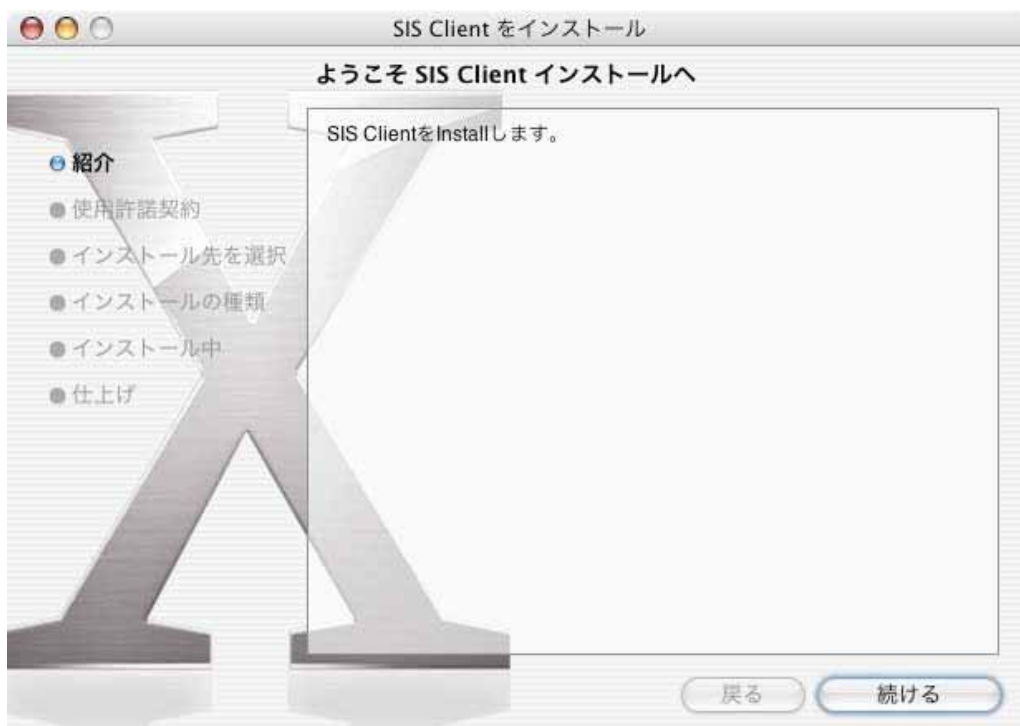 SIS Client をインストール
ようこそ SIS Client インストールへ
SIS ClientをInstallします。
紹介
使用許諾契約
インストール先を選択
インストールの種類
インストール中
仕上げ
戻る
続ける